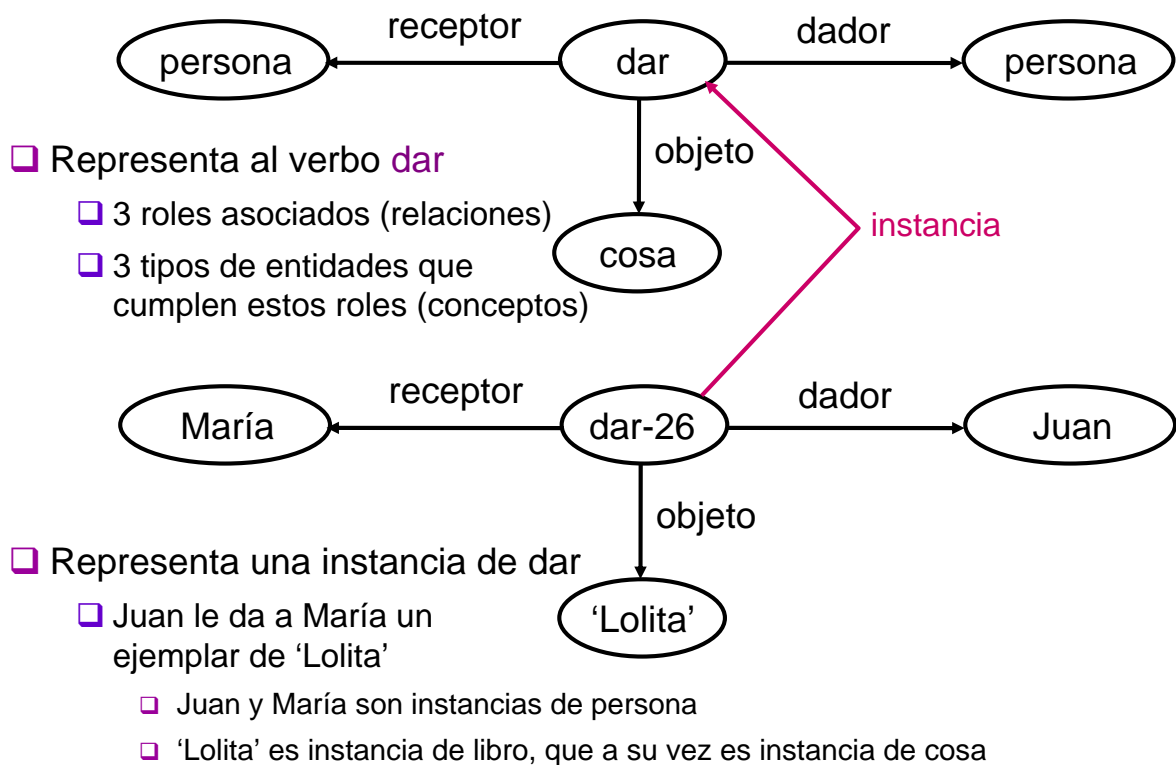 receptor
dador
persona
dar
persona
objeto
Representa al verbo dar
3 roles asociados (relaciones)
instancia
cosa
3 tipos de entidades que
cumplen estos roles (conceptos)
receptor
dador
María
dar-26
Juan
objeto
Representa una instancia de dar
Juan le da a María un
ejemplar de ‘Lolita’
‘Lolita’
Juan y María son instancias de persona
‘Lolita’ es instancia de libro, que a su vez es instancia de cosa